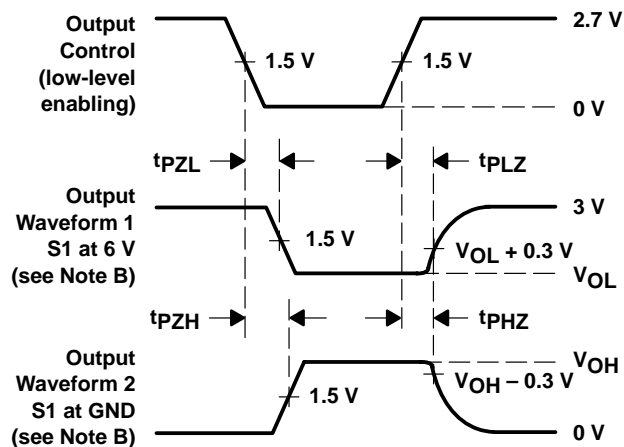 Output
Control
(low-level
enabling)
2.7 V
1.5 V
1.5 V
0 V
tPZL
tPLZ
Output
Waveform 1
S1 at 6 V
(see Note B)
3 V
1.5 V
VOL + 0.3 V
VOL
tPZH
tPHZ
Output
Waveform 2
S1 at GND
(see Note B)
VOH
VOH – 0.3 V
1.5 V
0 V